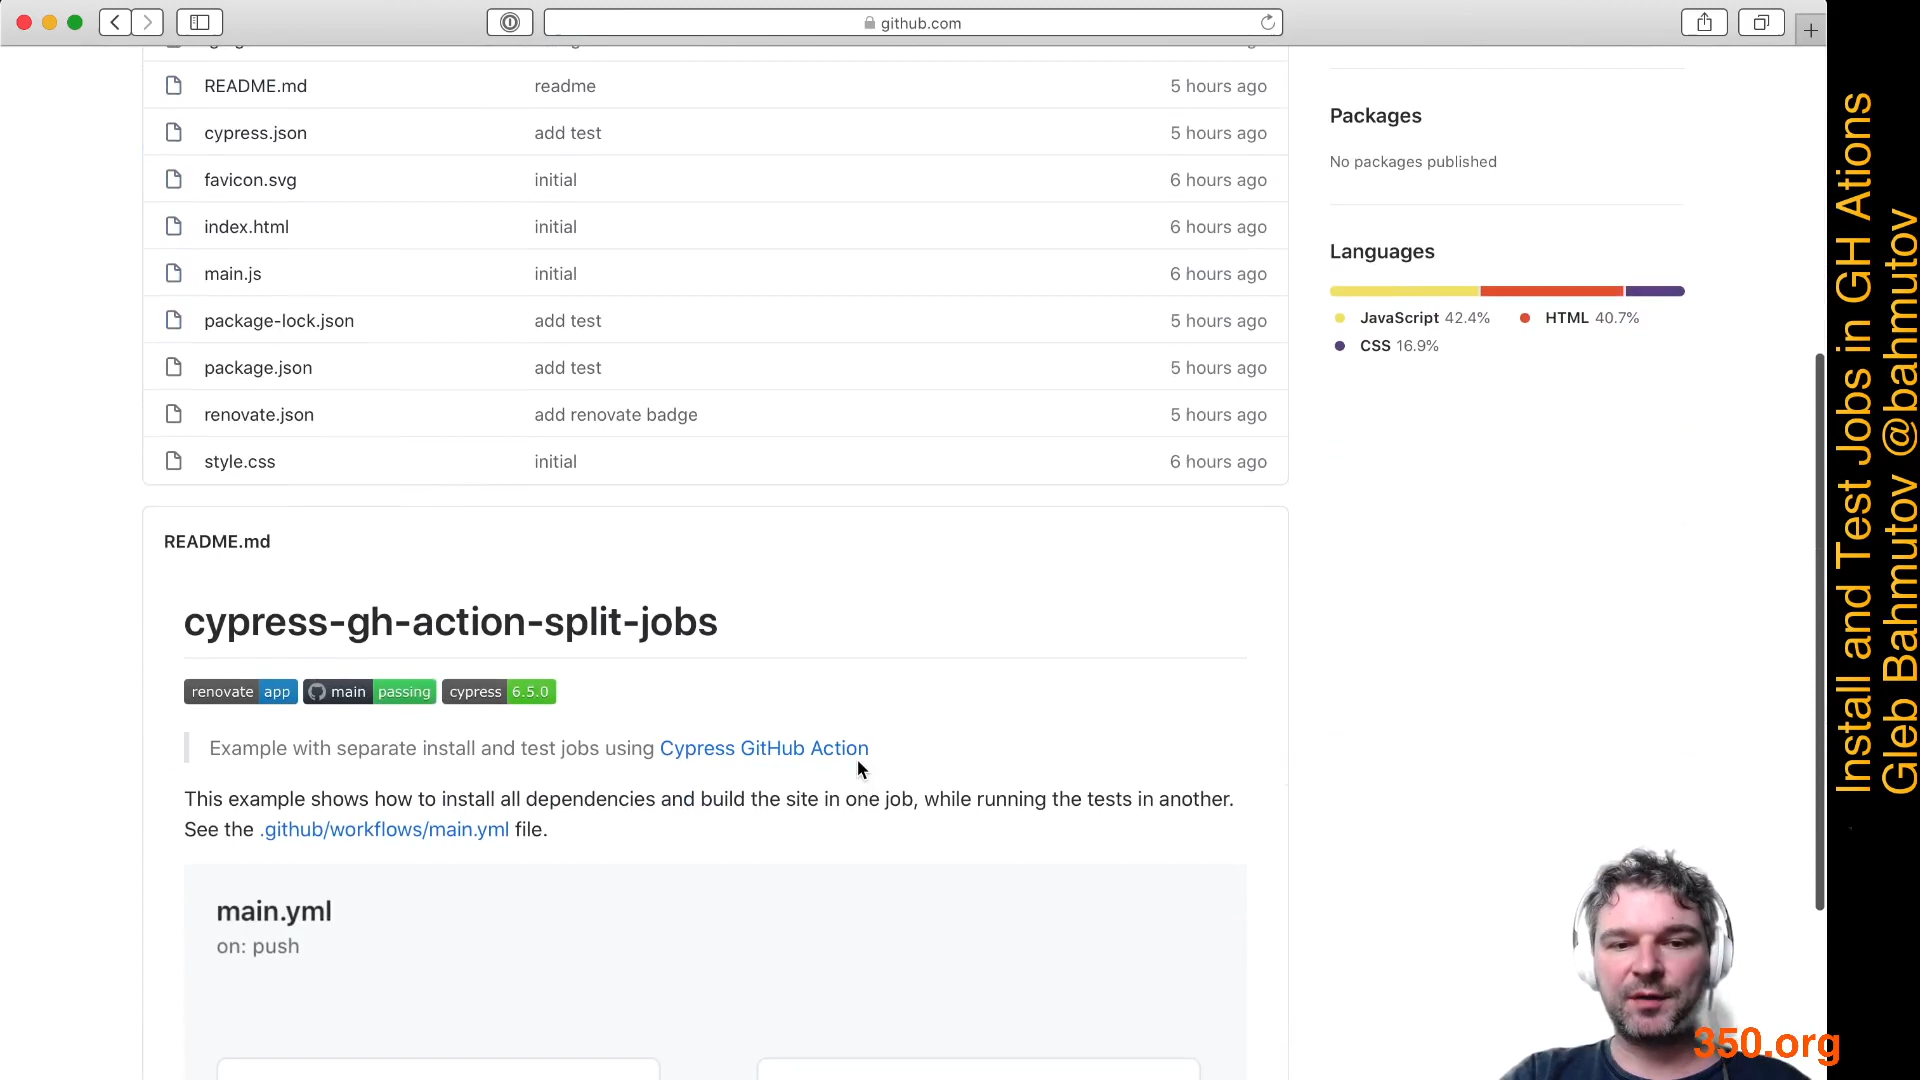 github.com
README.md readme 5 hours ago
cypress.json add test 5 hours ago
favicon.svg initial 6 hours ago
index.html initial 6 hours ago
main.js initial 6 hours ago
package-lock.json add test 5 hours ago
package.json add test 5 hours ago
renovate.json add renovate badge 5 hours ago
style.css initial 6 hours ago
README.md
cypress-gh-action-split-jobs
renovate app main passing cypress 6.5.0
Example with separate install and test jobs using Cypress GitHub Action
This example shows how to install all dependencies and build the site in one job, while running the tests in another.
See the .github/workflows/main.yml file.
main.yml
on: push
Packages
No packages published
Languages
JavaScript 42.4% HTML 40.7%
CSS 16.9%
Install and Test Jobs in GH Ations
Gleb Bahmutov @bahmutov
350.org